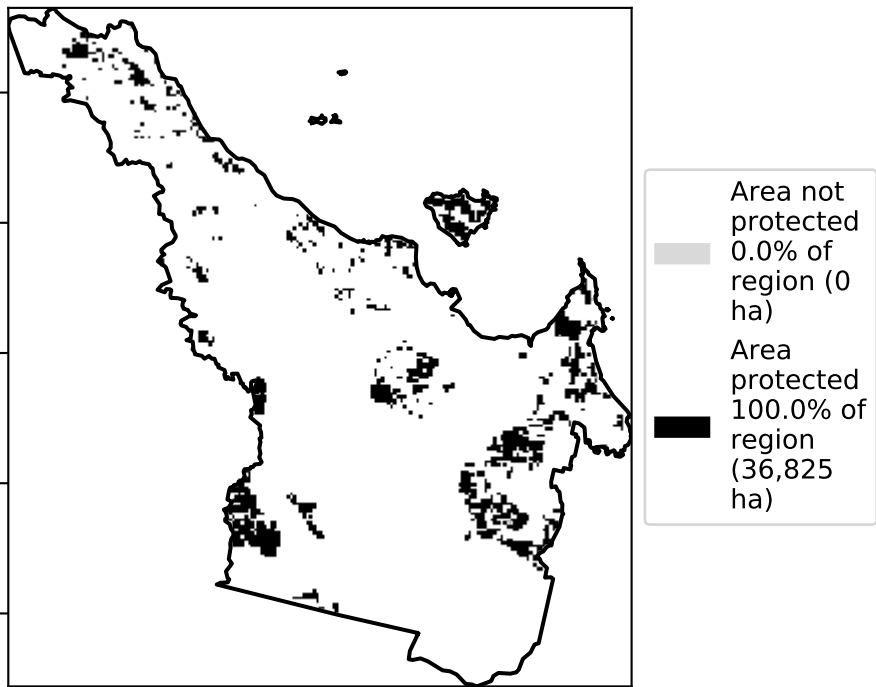 Area not
protected
0.0% of
region (0
ha)
Area
protected
100.0% of
region
(36,825
ha)